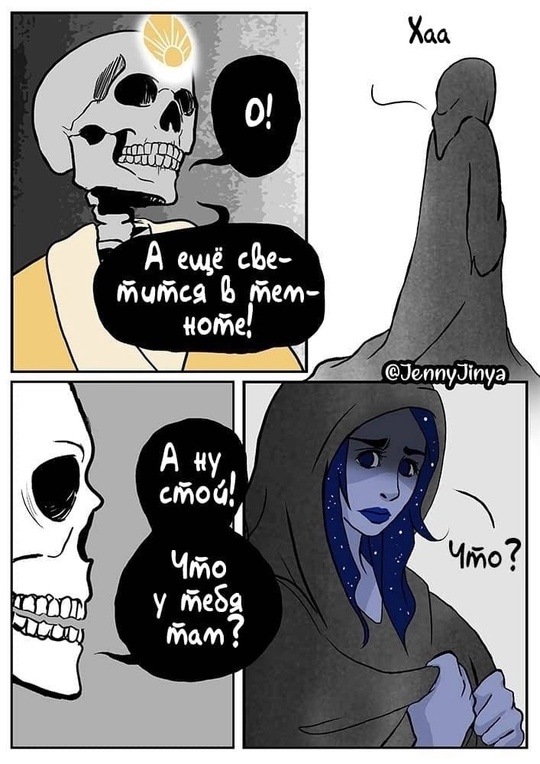 О!
Хаа
А ещё све-
тится в тем-
ноте!
@JennyJinya
А ну
стой!
Что
у тебя
там?
Что?